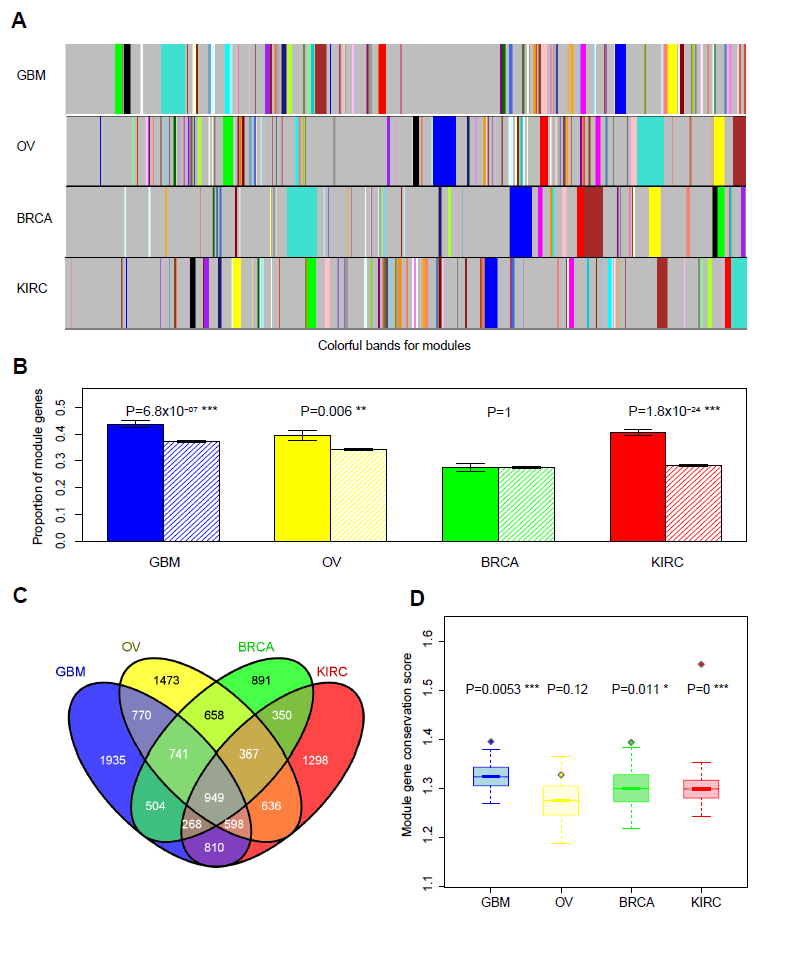 A
GBM
OV
BRCA
KIRC
Colorful bands for modules
B
Proportion of module genes
0.0 0.1 0.2 0.3 0.4 0.5
P=6.8x10⁻⁰⁷ *** P=0.006 ** P=1 P=1.8x10⁻²⁴ ***
GBM OV BRCA KIRC
C
OV BRCA
GBM KIRC
1473 891
770 658 350
1935 741 367 1298
949
504 636
268 598
810
D
Module gene conservation score
1.1 1.2 1.3 1.4 1.5 1.6
P=0.0053 *** P=0.12 P=0.011 * P=0 ***
GBM OV BRCA KIRC